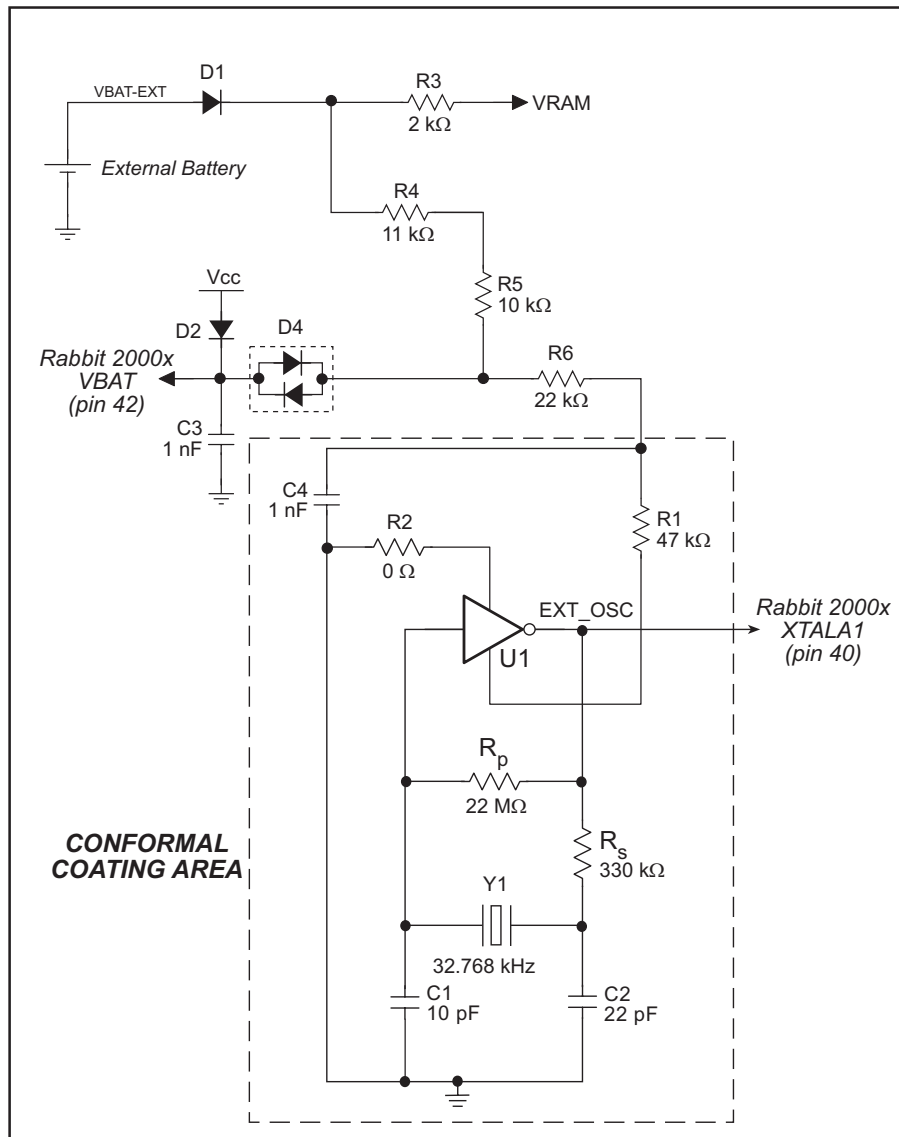 D1
VBAT-EXT
R3
2 kΩ
VRAM
External Battery
R4
11 kΩ
R5
10 kΩ
Vcc
D2
D4
Rabbit 2000x
VBAT
(pin 42)
R6
22 kΩ
C3
1 nF
C4
1 nF
R2
0 Ω
R1
47 kΩ
EXT_OSC
U1
Rabbit 2000x
XTALA1
(pin 40)
Rp
22 MΩ
CONFORMAL
COATING AREA
Rs
330 kΩ
Y1
32.768 kHz
C1
10 pF
C2
22 pF